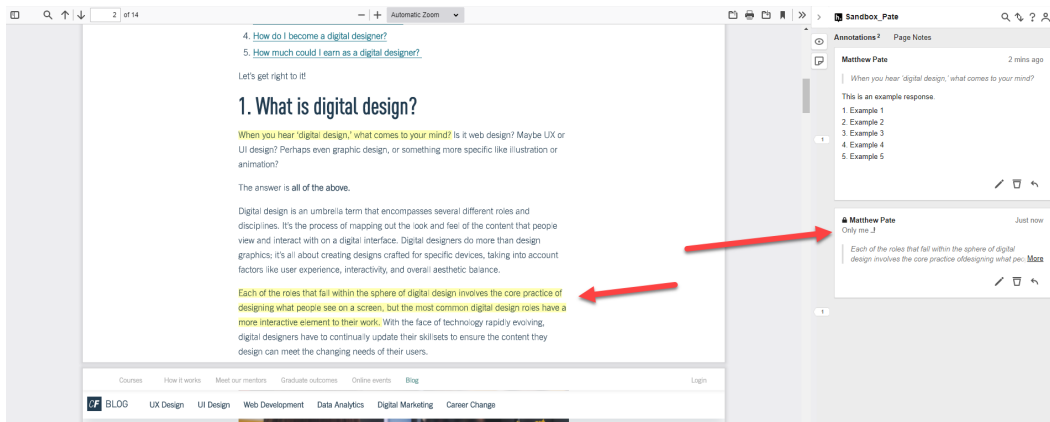 2 of 14
Automatic Zoom
4. How do I become a digital designer?
5. How much could I earn as a digital designer?
Let's get right to it!
1. What is digital design?
When you hear ‘digital design,’ what comes to your mind? Is it web design? Maybe UX or
UI design? Perhaps even graphic design, or something more specific like illustration or
animation?
The answer is all of the above.
Digital design is an umbrella term that encompasses several different roles and
disciplines. It's the process of mapping out the look and feel of the content that people
view and interact with on a digital interface. Digital designers do more than design
graphics; it's all about creating designs crafted for specific devices, taking into account
factors like user experience, interactivity, and overall aesthetic balance.
Each of the roles that fall within the sphere of digital design involves the core practice of
designing what people see on a screen, but the most common digital design roles have a
more interactive element to their work. With the face of technology rapidly evolving,
digital designers have to continually update their skillsets to ensure the content they
design can meet the changing needs of their users.
Courses How it works Meet our mentors Graduate outcomes Online events Blog Login
CF BLOG UX Design UI Design Web Development Data Analytics Digital Marketing Career Change
Sandbox_Pate
Annotations 2 Page Notes
Matthew Pate 2 mins ago
When you hear ‘digital design,’ what comes to your mind?
This is an example response.
1. Example 1
2. Example 2
3. Example 3
4. Example 4
5. Example 5
1
Matthew Pate Just now
Only me
Each of the roles that fall within the sphere of digital
design involves the core practice ofdesigning what peo More
1